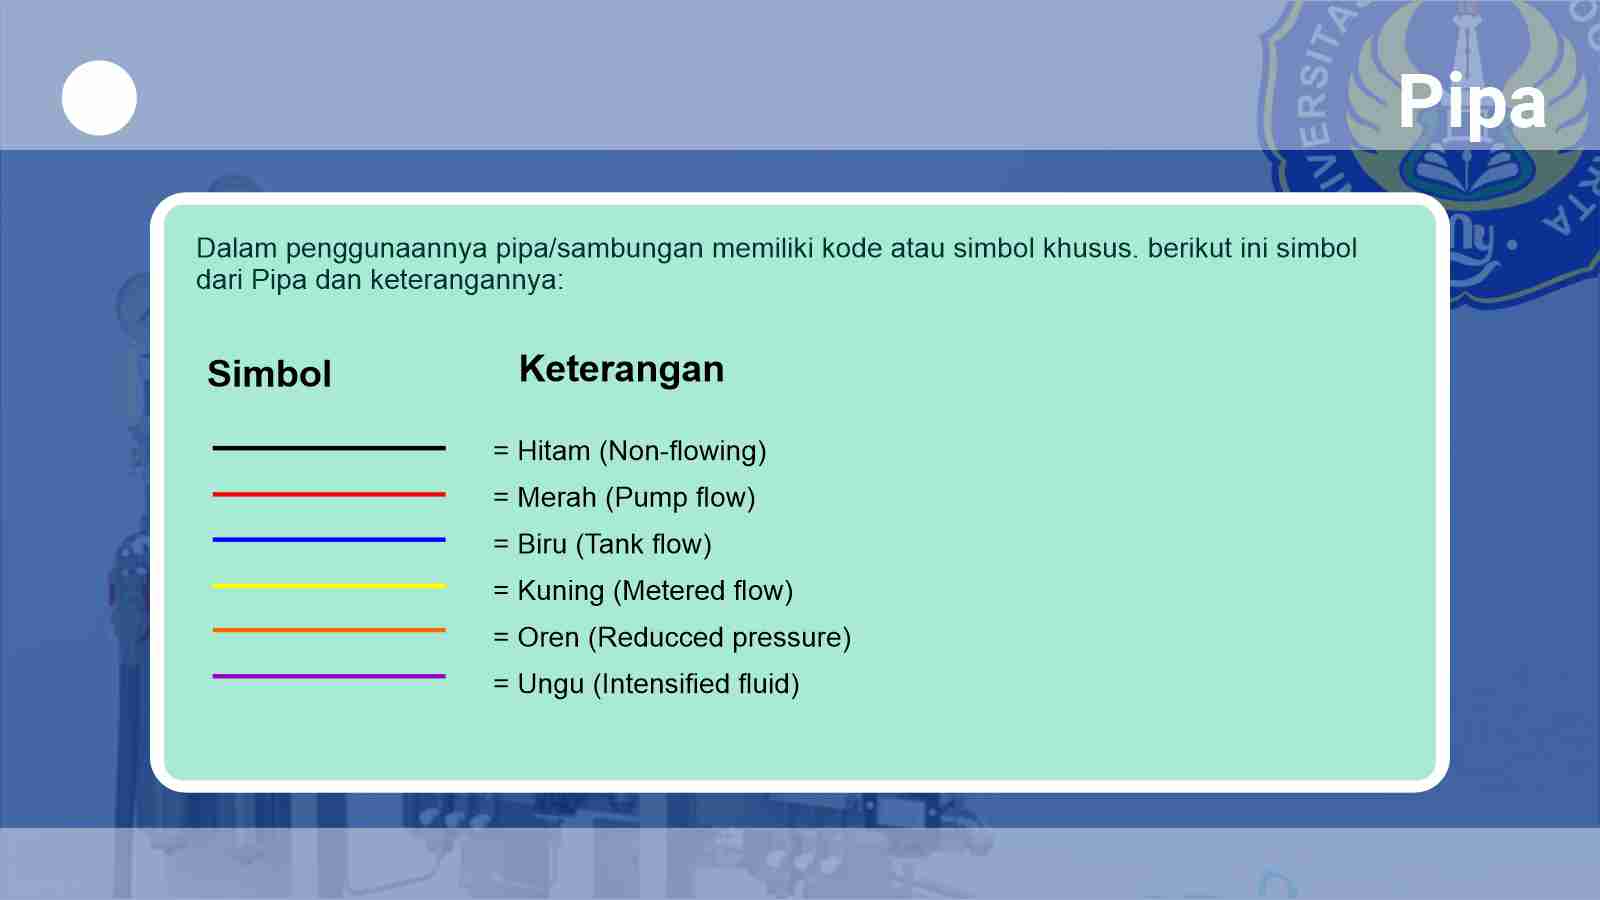 Pipa
Dalam penggunaannya pipa/sambungan memiliki kode atau simbol khusus. berikut ini simbol
dari Pipa dan keterangannya:
Simbol
Keterangan
= Hitam (Non-flowing)
= Merah (Pump flow)
= Biru (Tank flow)
= Kuning (Metered flow)
= Oren (Reducced pressure)
= Ungu (Intensified fluid)